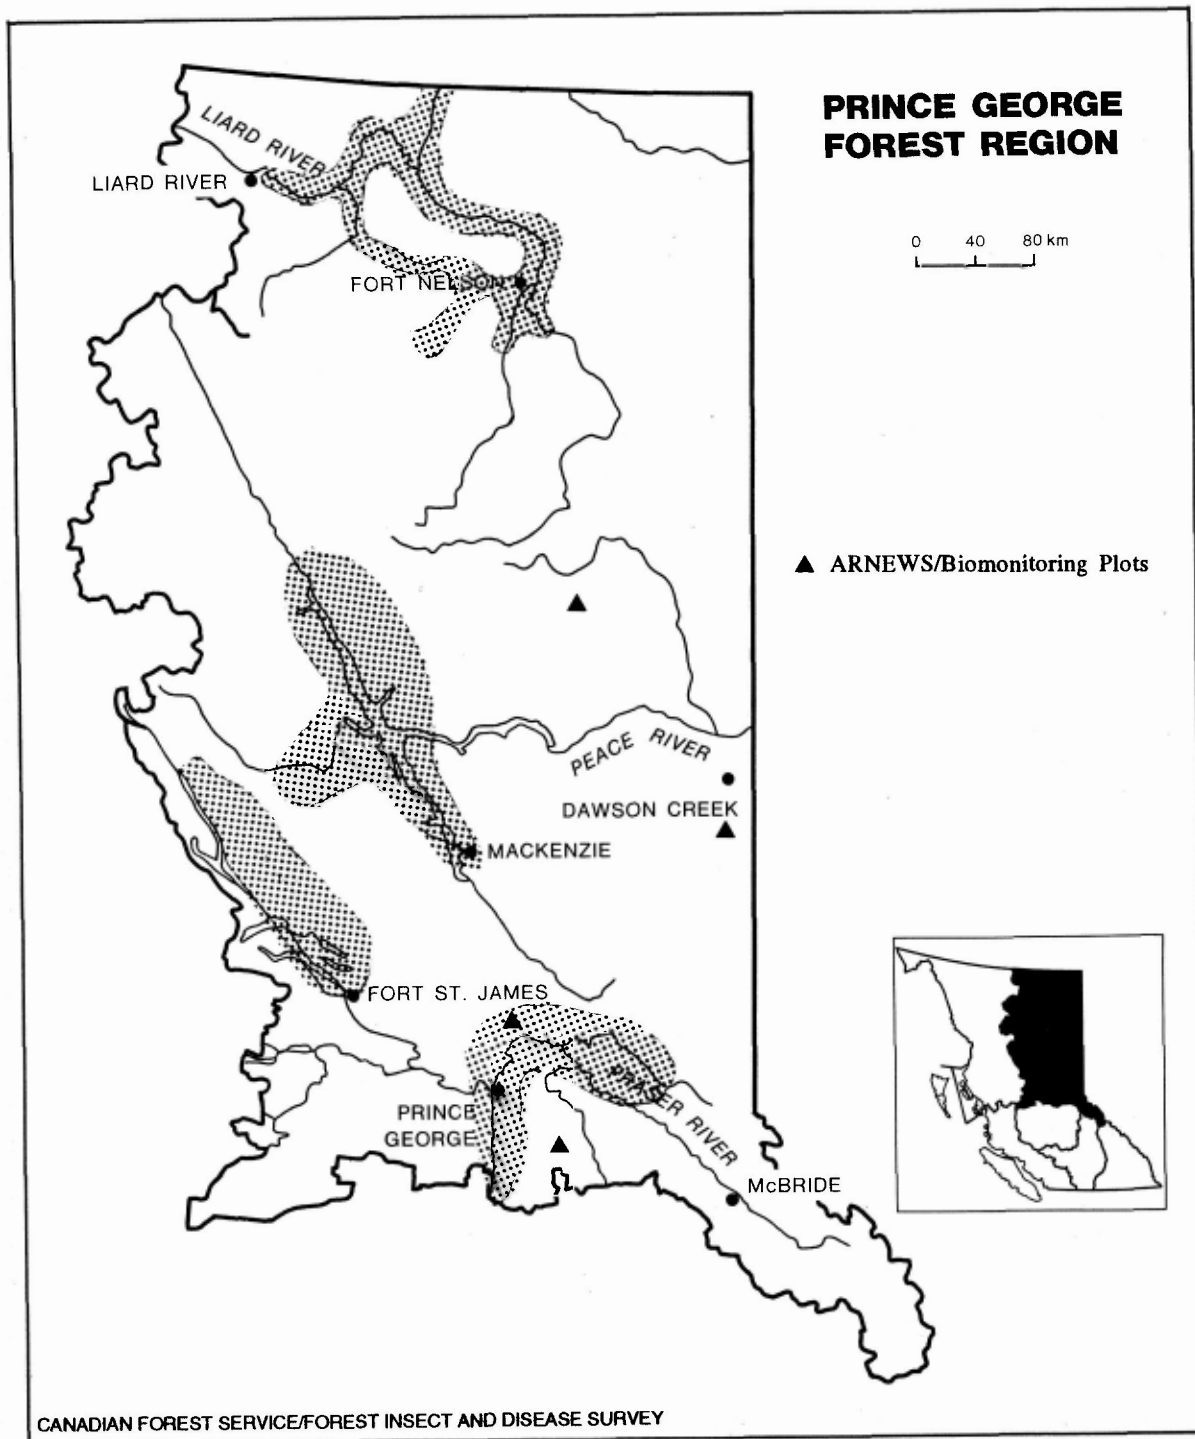 PRINCE GEORGE
FOREST REGION
LIARD RIVER
LIARD RIVER
0 40 80 km
FORT NELSON
▲ ARNEWS/Biomonitoring Plots
PEACE RIVER
DAWSON CREEK
MACKENZIE
FORT ST. JAMES
FRASER RIVER
PRINCE
GEORGE
McBRIDE
CANADIAN FOREST SERVICE/FOREST INSECT AND DISEASE SURVEY